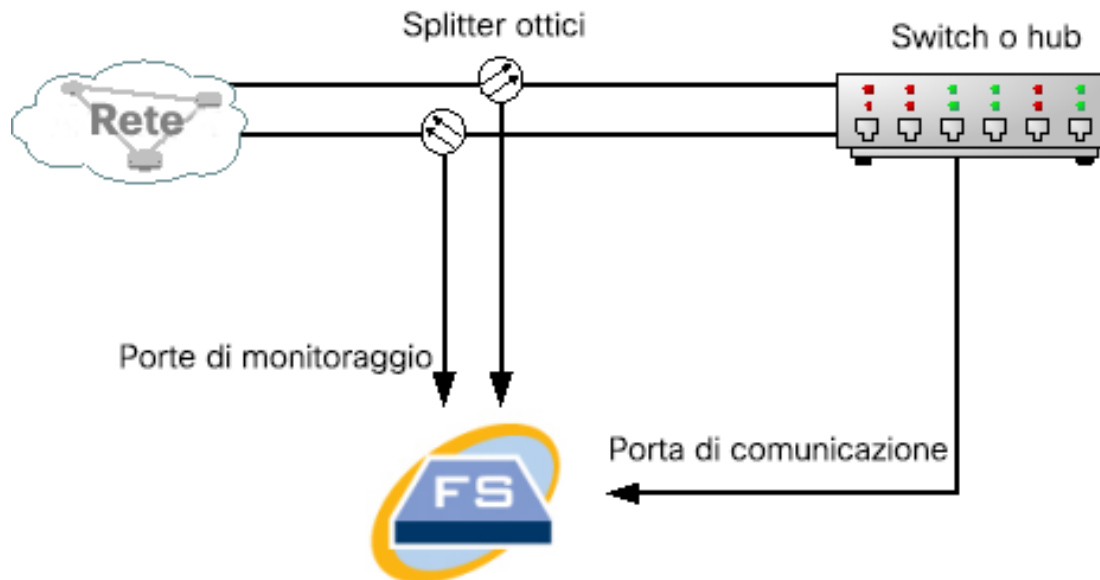 Splitter ottici
Switch o hub
Rete
Porte di monitoraggio
Porta di comunicazione
FS